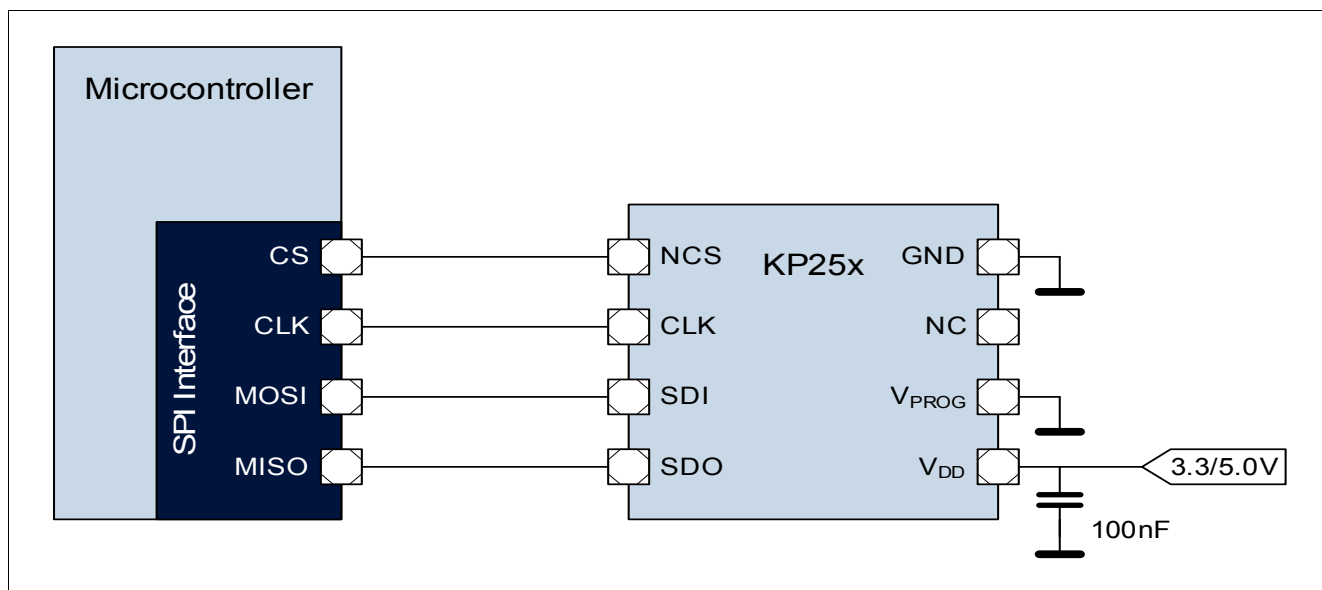 Microcontroller
SPI Interface
CS
CLK
MOSI
MISO
KP25x
NCS
CLK
SDI
SDO
GND
NC
VPROG
VDD
3.3/5.0V
100nF